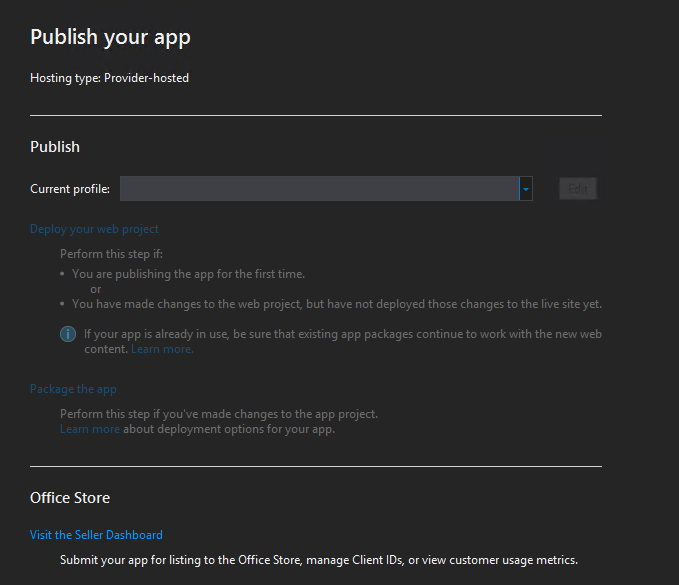 Publish your app
Hosting type: Provider-hosted
Publish
Current profile:
Edit
Deploy your web project
Perform this step if:
• You are publishing the app for the first time.
or
• You have made changes to the web project, but have not deployed those changes to the live site yet.
i If your app is already in use, be sure that existing app packages continue to work with the new web
content. Learn more.
Package the app
Perform this step if you've made changes to the app project.
Learn more about deployment options for your app.
Office Store
Visit the Seller Dashboard
Submit your app for listing to the Office Store, manage Client IDs, or view customer usage metrics.